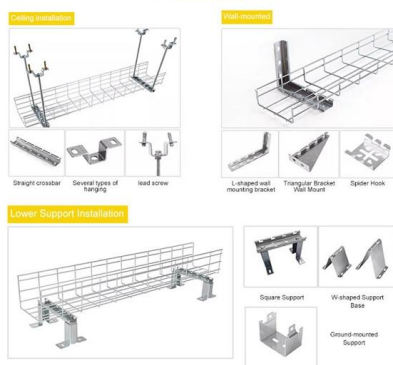 Ceiling Installation
Wall-mounted
Straight crossbar
Several types of
hanging
lead screw
L-shaped wall
mounting bracket
Triangular Bracket
Wall Mount
Spider Hook
Lower Support Installation
Square Support
W-shaped Support
Base
Ground-mounted
Support